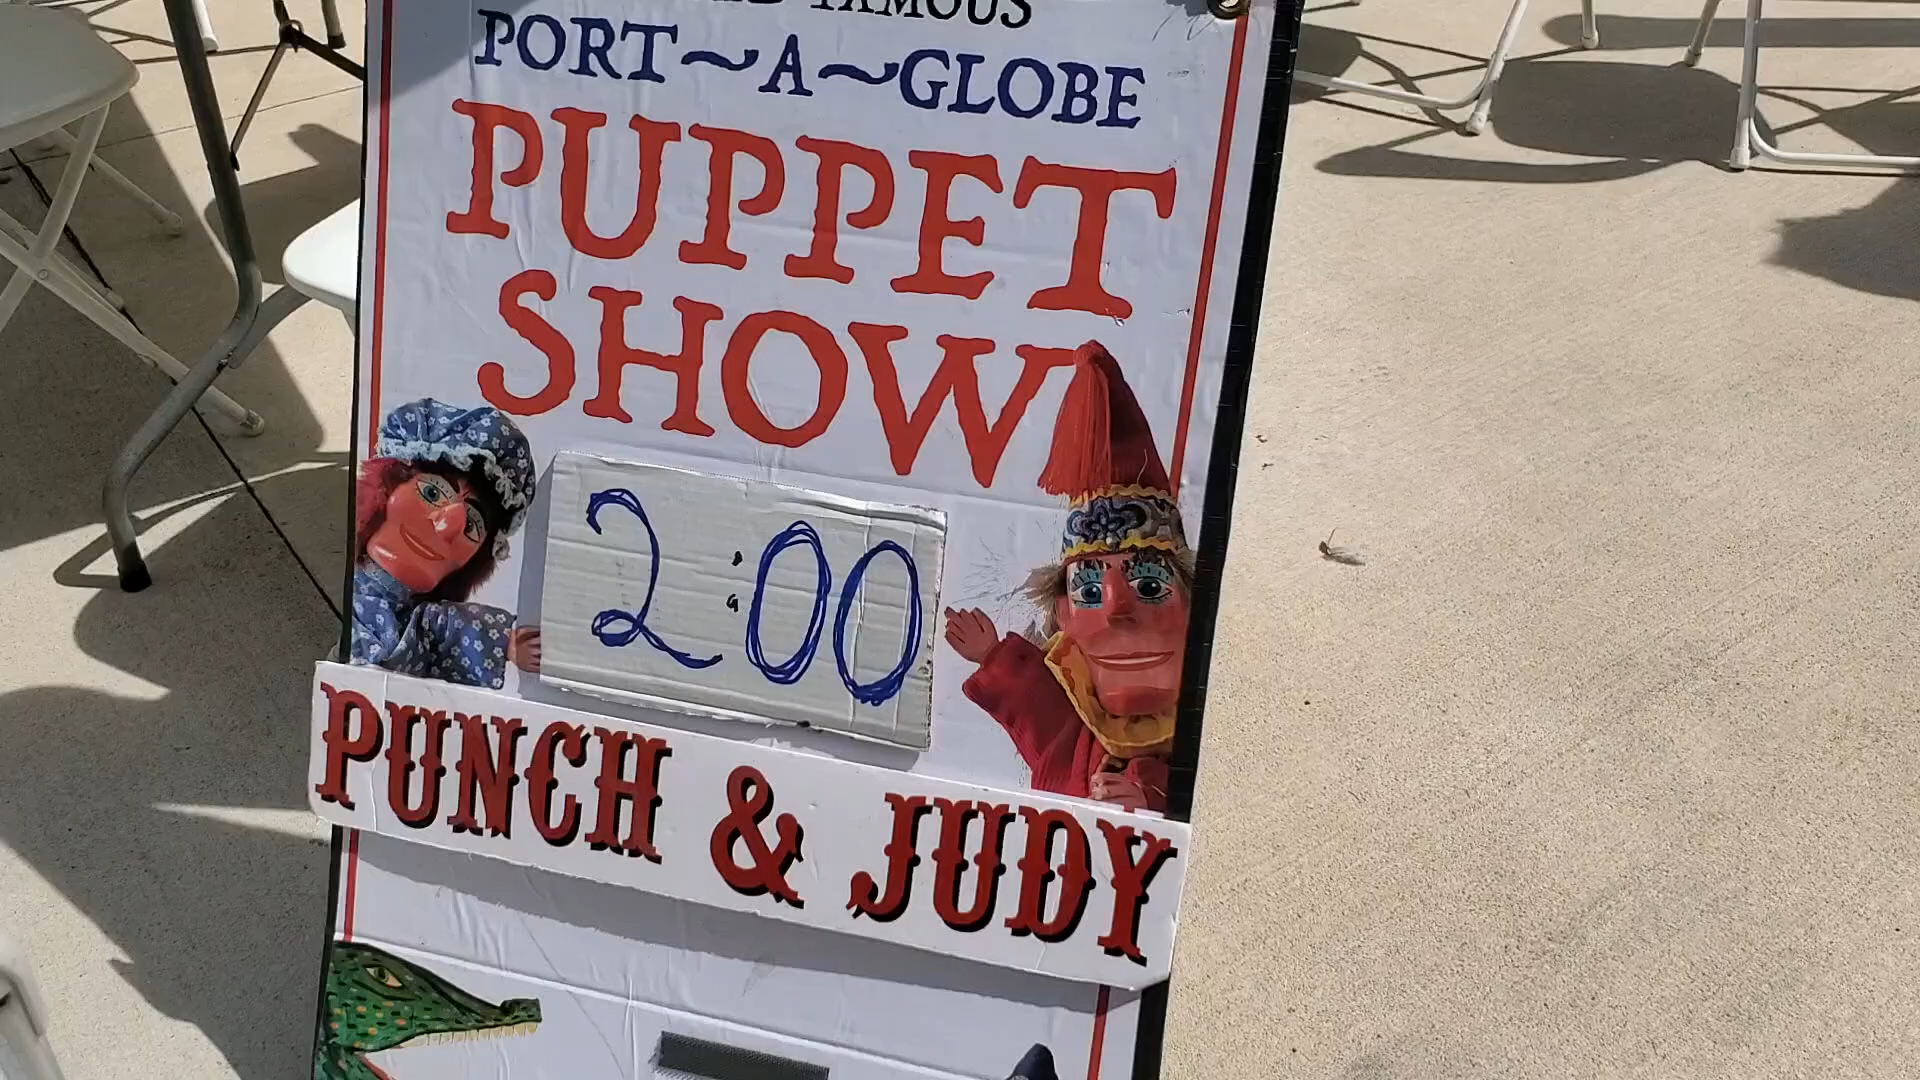 FAMOUS
PORT~A~GLOBE
PUPPET
SHOW
2:00
PUNCH & JUDY